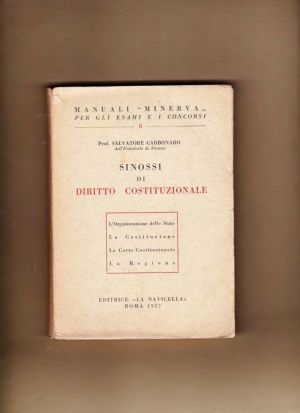 MANUALI "MINERVA"
PER GLI ESAMI E I CONCORSI
8
Prof. SALVATORE CARBONARO
dell'Università di Firenze
SINOSSI
DI
DIRITTO COSTITUZIONALE
L'Organizzazione dello Stato
La Costituzione
La Corte Costituzionale
La Regione
EDITRICE «LA NAVICELLA»
ROMA 1957